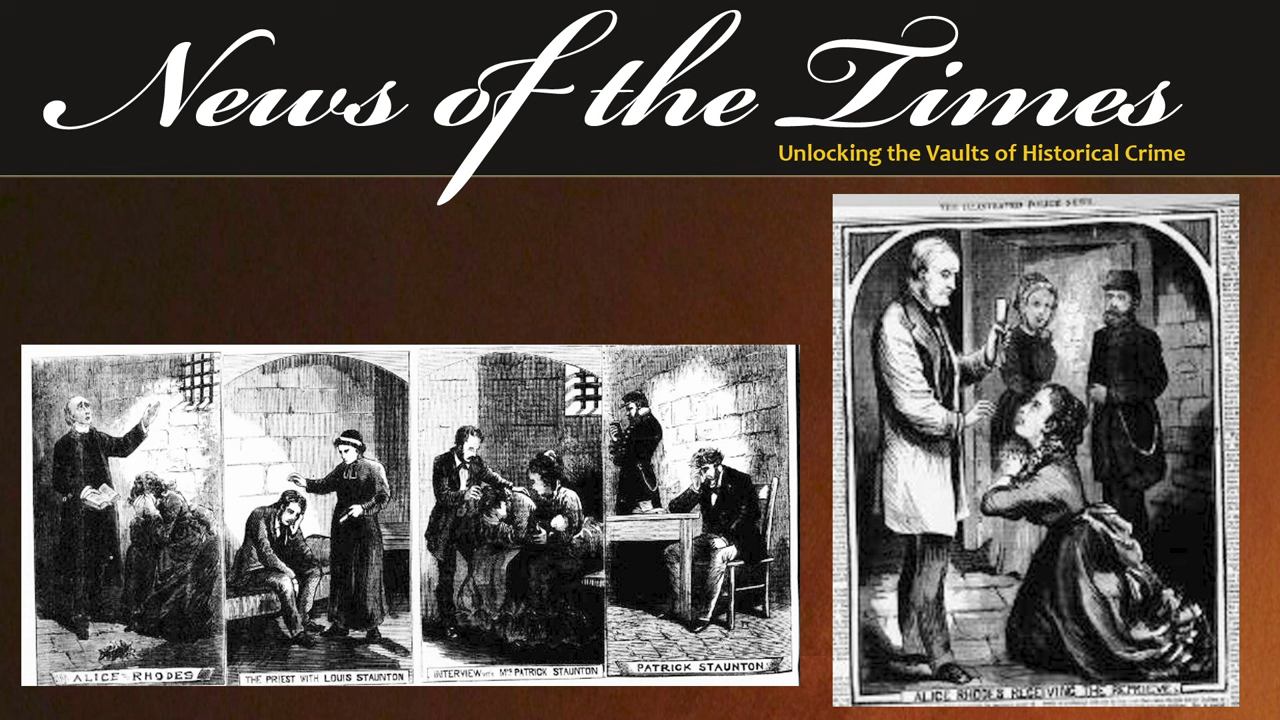 News of the Times
Unlocking the Vaults of Historical Crime
THE ILLUSTRATED POLICE NEWS
ALICE RHODES
THE PRIEST WITH LOUIS STAUNTON
INTERVIEW WITH MRS PATRICK STAUNTON
PATRICK STAUNTON
ALICE RHODES RECEIVING THE REPRIEVE